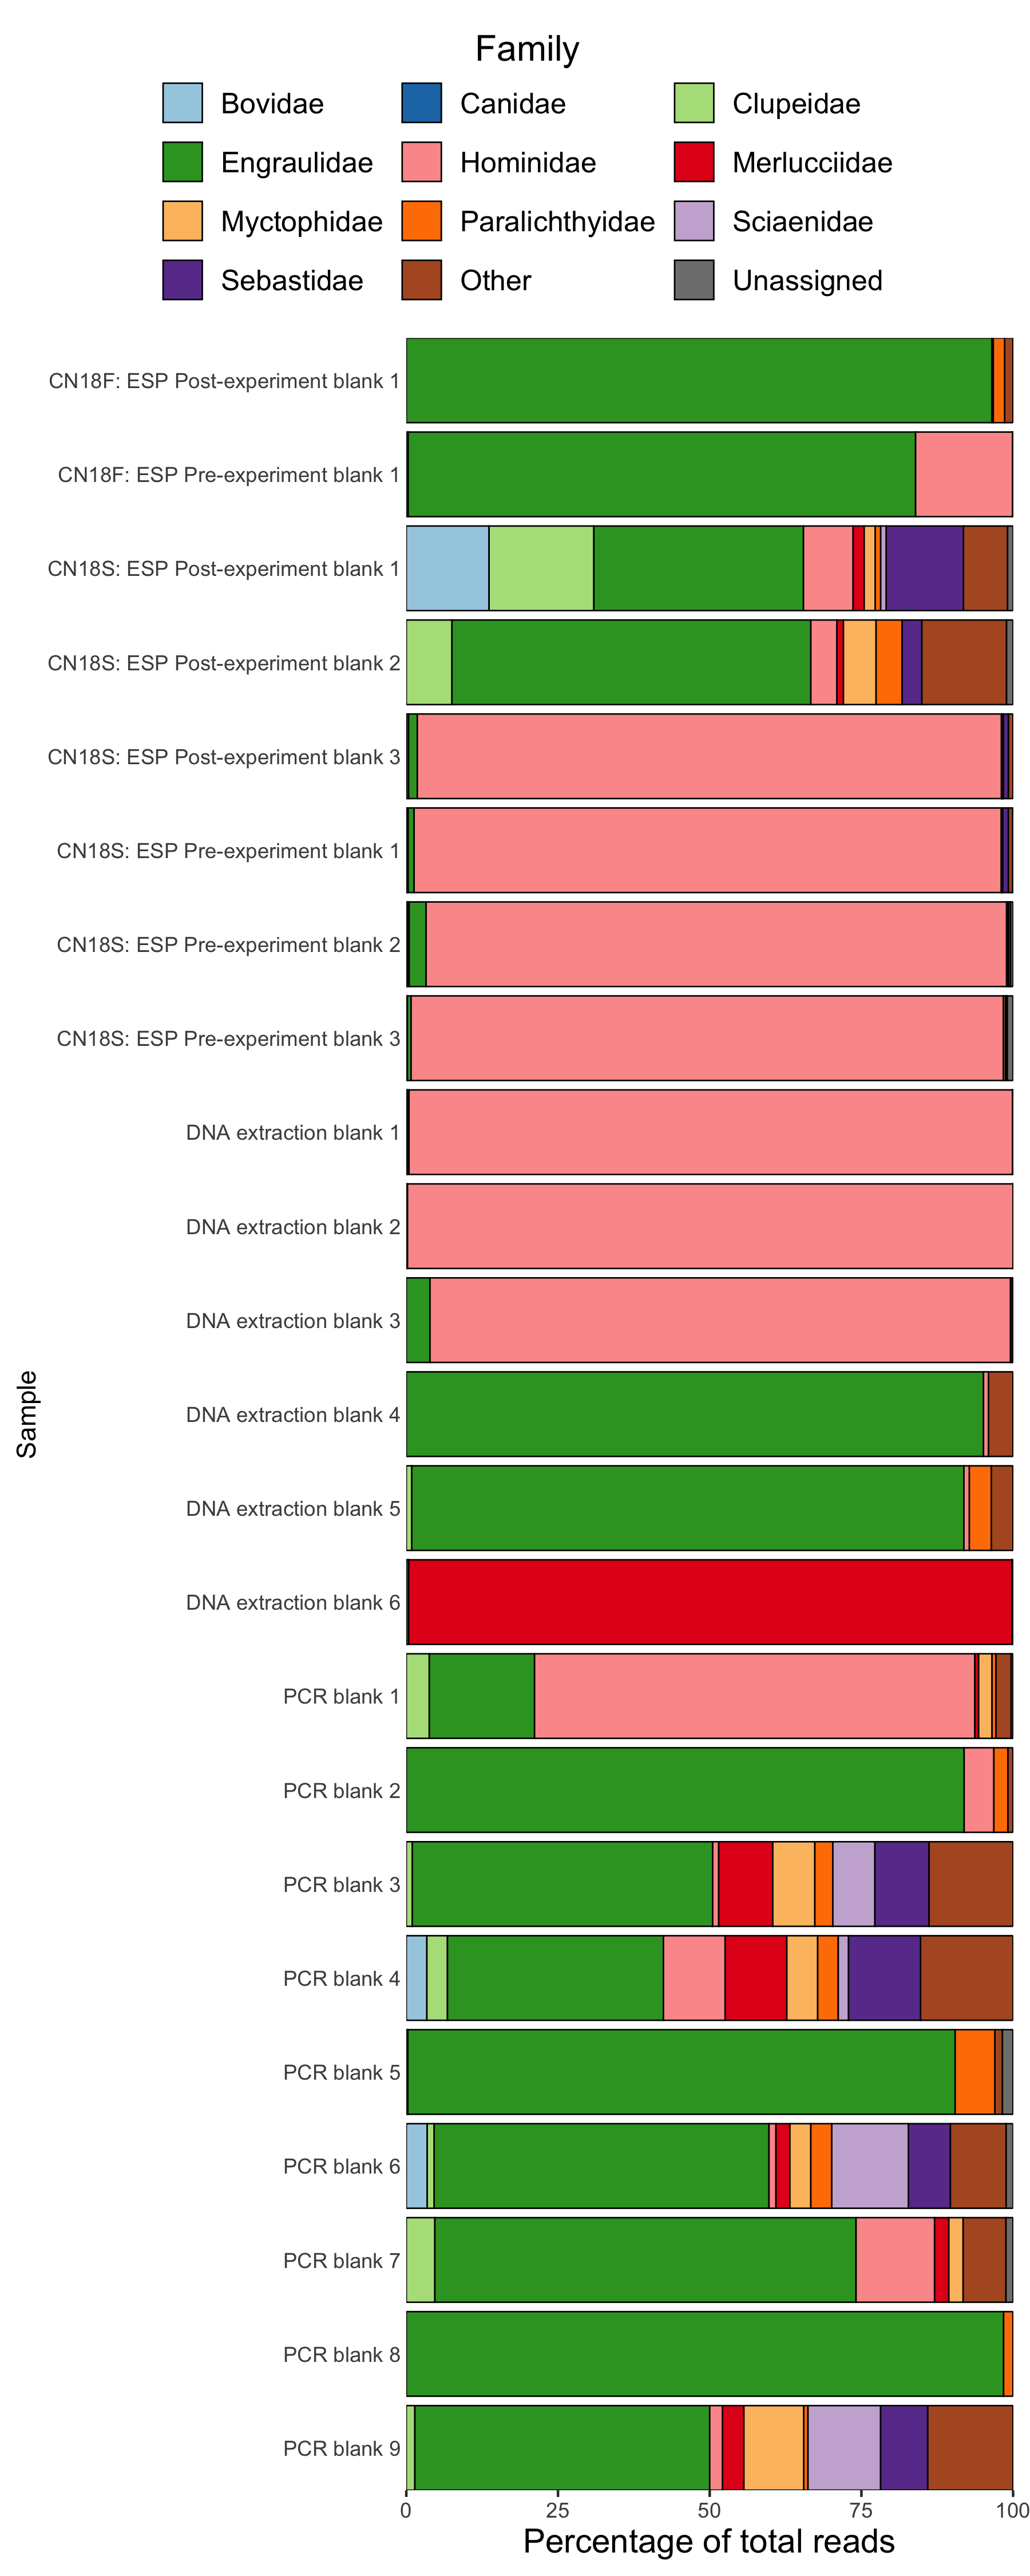 Family
Bovidae Canidae Clupeidae
Engraulidae Hominidae Merlucciidae
Myctophidae Paralichthyidae Sciaenidae
Sebastidae Other Unassigned
CN18F: ESP Post-experiment blank 1
CN18F: ESP Pre-experiment blank 1
CN18S: ESP Post-experiment blank 1
CN18S: ESP Post-experiment blank 2
CN18S: ESP Post-experiment blank 3
CN18S: ESP Pre-experiment blank 1
CN18S: ESP Pre-experiment blank 2
CN18S: ESP Pre-experiment blank 3
DNA extraction blank 1
DNA extraction blank 2
DNA extraction blank 3
DNA extraction blank 4
DNA extraction blank 5
DNA extraction blank 6
PCR blank 1
PCR blank 2
PCR blank 3
PCR blank 4
PCR blank 5
PCR blank 6
PCR blank 7
PCR blank 8
PCR blank 9
Sample
0 25 50 75 100
Percentage of total reads